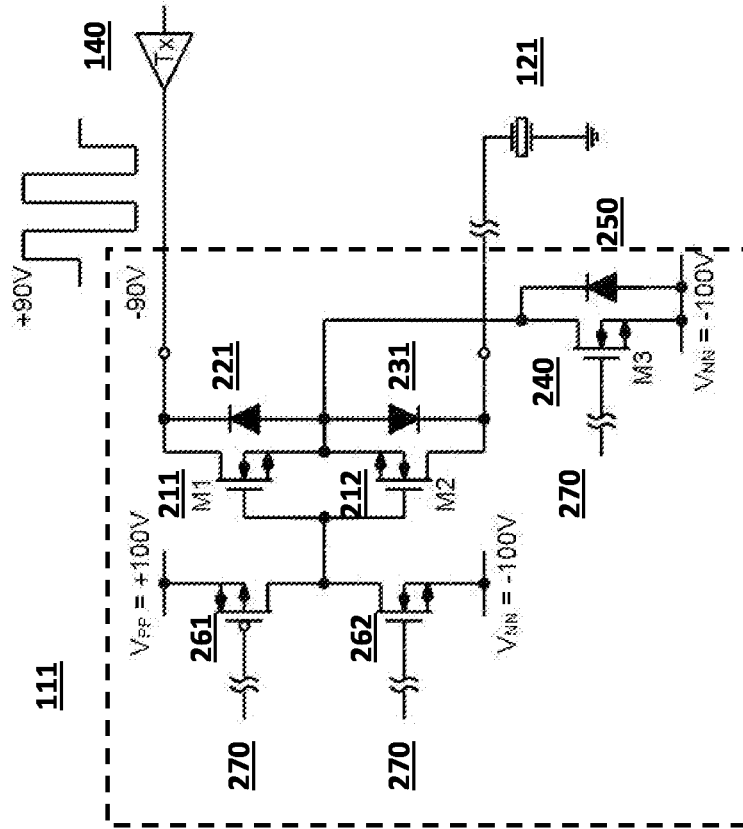 111
+90V
-90V
140
Tx
V_PP = +100V
261
270
262
270
V_NN = -100V
211
M1
221
212
M2
231
121
240
M3
250
270
V_NN = -100V